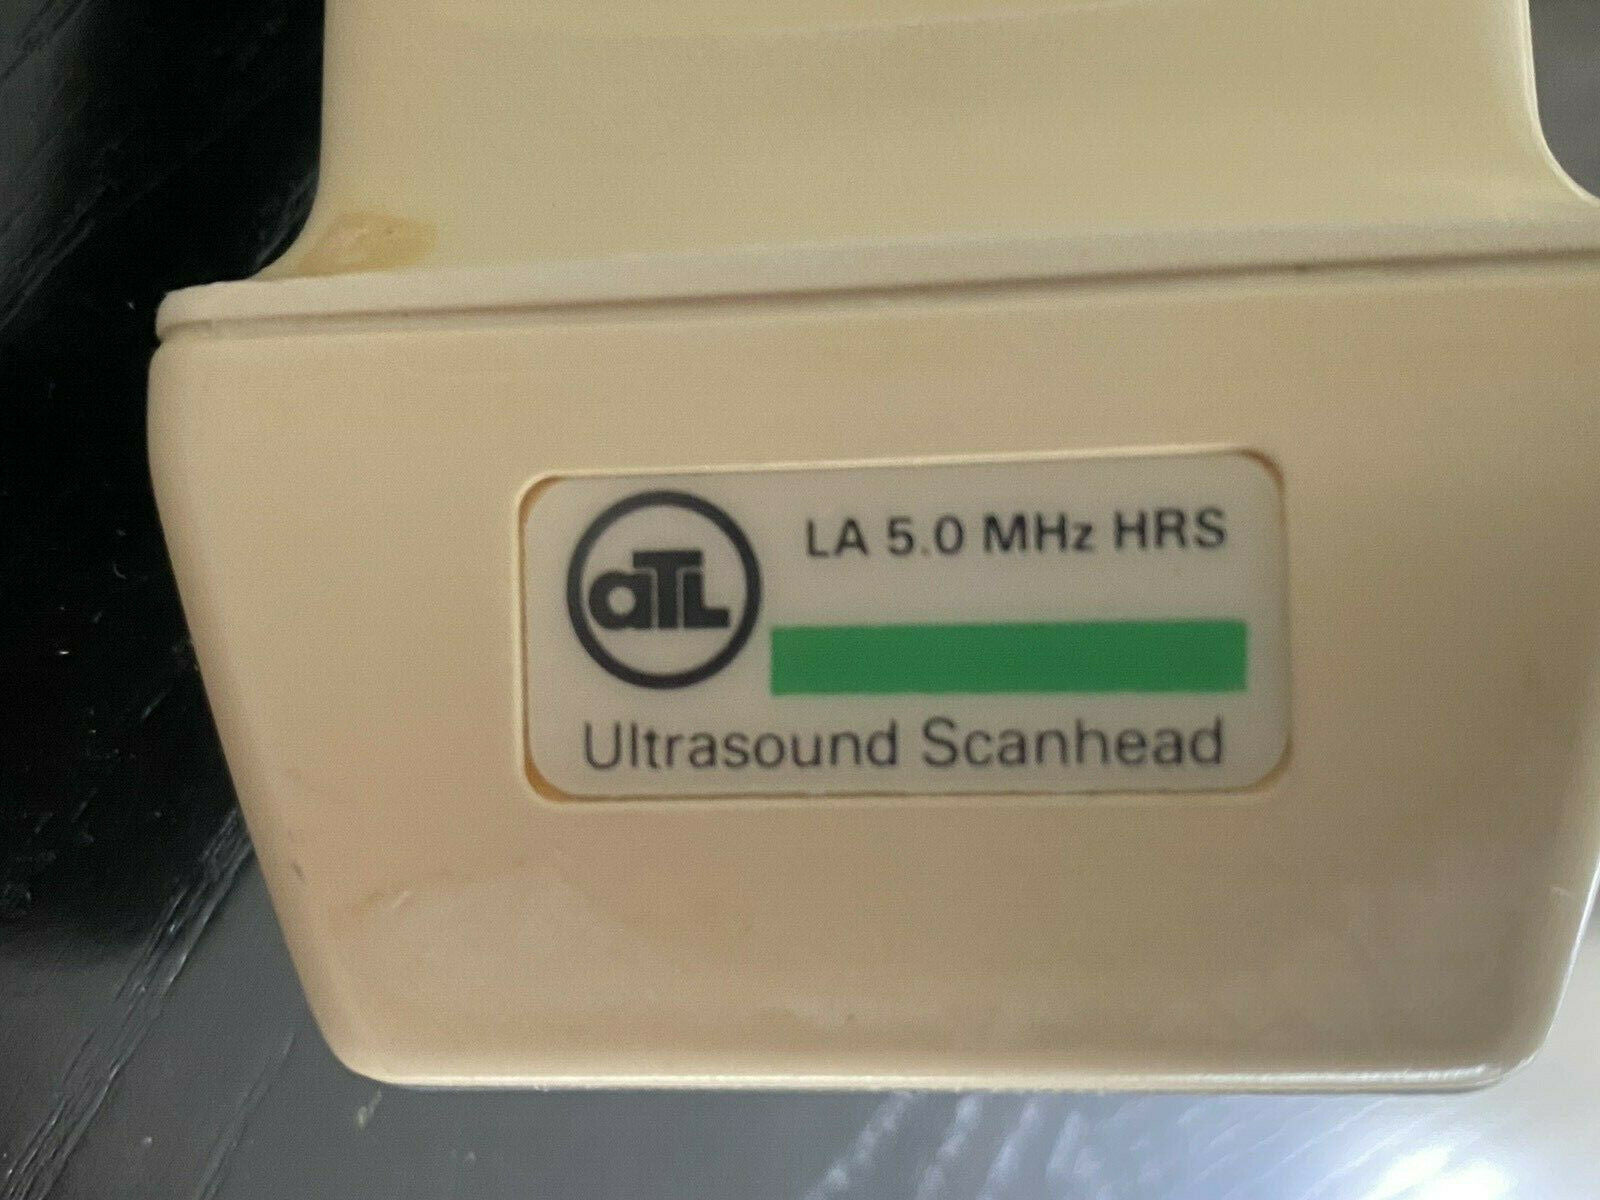 aTL
LA 5.0 MHz HRS
Ultrasound Scanhead